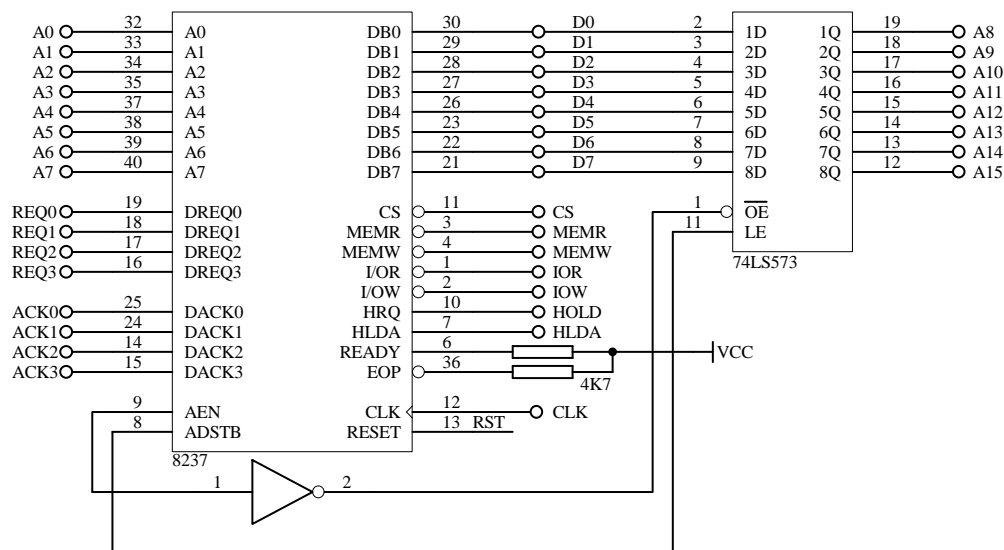 A0 32 A0 DB0 30 D0 2 1D 1Q 19 A8
A1 33 A1 DB1 29 D1 3 2D 2Q 18 A9
A2 34 A2 DB2 28 D2 4 3D 3Q 17 A10
A3 35 A3 DB3 27 D3 5 4D 4Q 16 A11
A4 37 A4 DB4 26 D4 6 5D 5Q 15 A12
A5 38 A5 DB5 23 D5 7 6D 6Q 14 A13
A6 39 A6 DB6 22 D6 8 7D 7Q 13 A14
A7 40 A7 DB7 21 D7 9 8D 8Q 12 A15
REQ0 19 DREQ0 CS 11 CS 1 OE
REQ1 18 DREQ1 MEMR 3 MEMR 11 LE
REQ2 17 DREQ2 MEMW 4 MEMW 74LS573
REQ3 16 DREQ3 I/OR 1 IOR
I/OW 2 IOW
ACK0 25 DACK0 HRQ 10 HOLD
ACK1 24 DACK1 HLDA 7 HLDA
ACK2 14 DACK2 READY 6 VCC
ACK3 15 DACK3 EOP 36 4K7
9 AEN CLK 12 CLK
8 ADSTB RESET 13 RST
8237
1 2